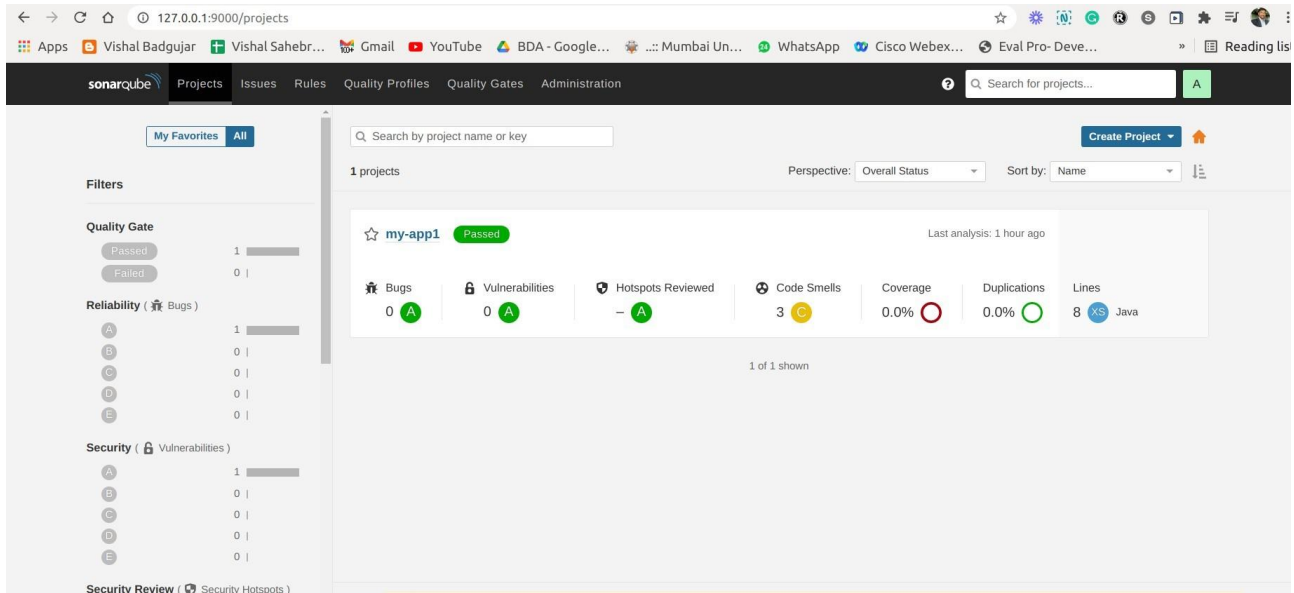 127.0.0.1:9000/projects
Apps Vishal Badgujar Vishal Sahebr... Gmail YouTube BDA - Google... ..:: Mumbai Un... WhatsApp Cisco Webex... Eval Pro- Deve... » Reading lis
sonarqube Projects Issues Rules Quality Profiles Quality Gates Administration ? Search for projects... A
My Favorites All
Filters
Quality Gate
Passed 1
Failed 0
Reliability ( Bugs )
A 1
B 0
C 0
D 0
E 0
Security ( Vulnerabilities )
A 1
B 0
C 0
D 0
E 0
Security Review ( Security Hotspots )
Search by project name or key Create Project
1 projects Perspective: Overall Status Sort by: Name
my-app1 Passed Last analysis: 1 hour ago
Bugs Vulnerabilities Hotspots Reviewed Code Smells Coverage Duplications Lines
0 A 0 A – A 3 C 0.0% 0.0% 8 XS Java
1 of 1 shown